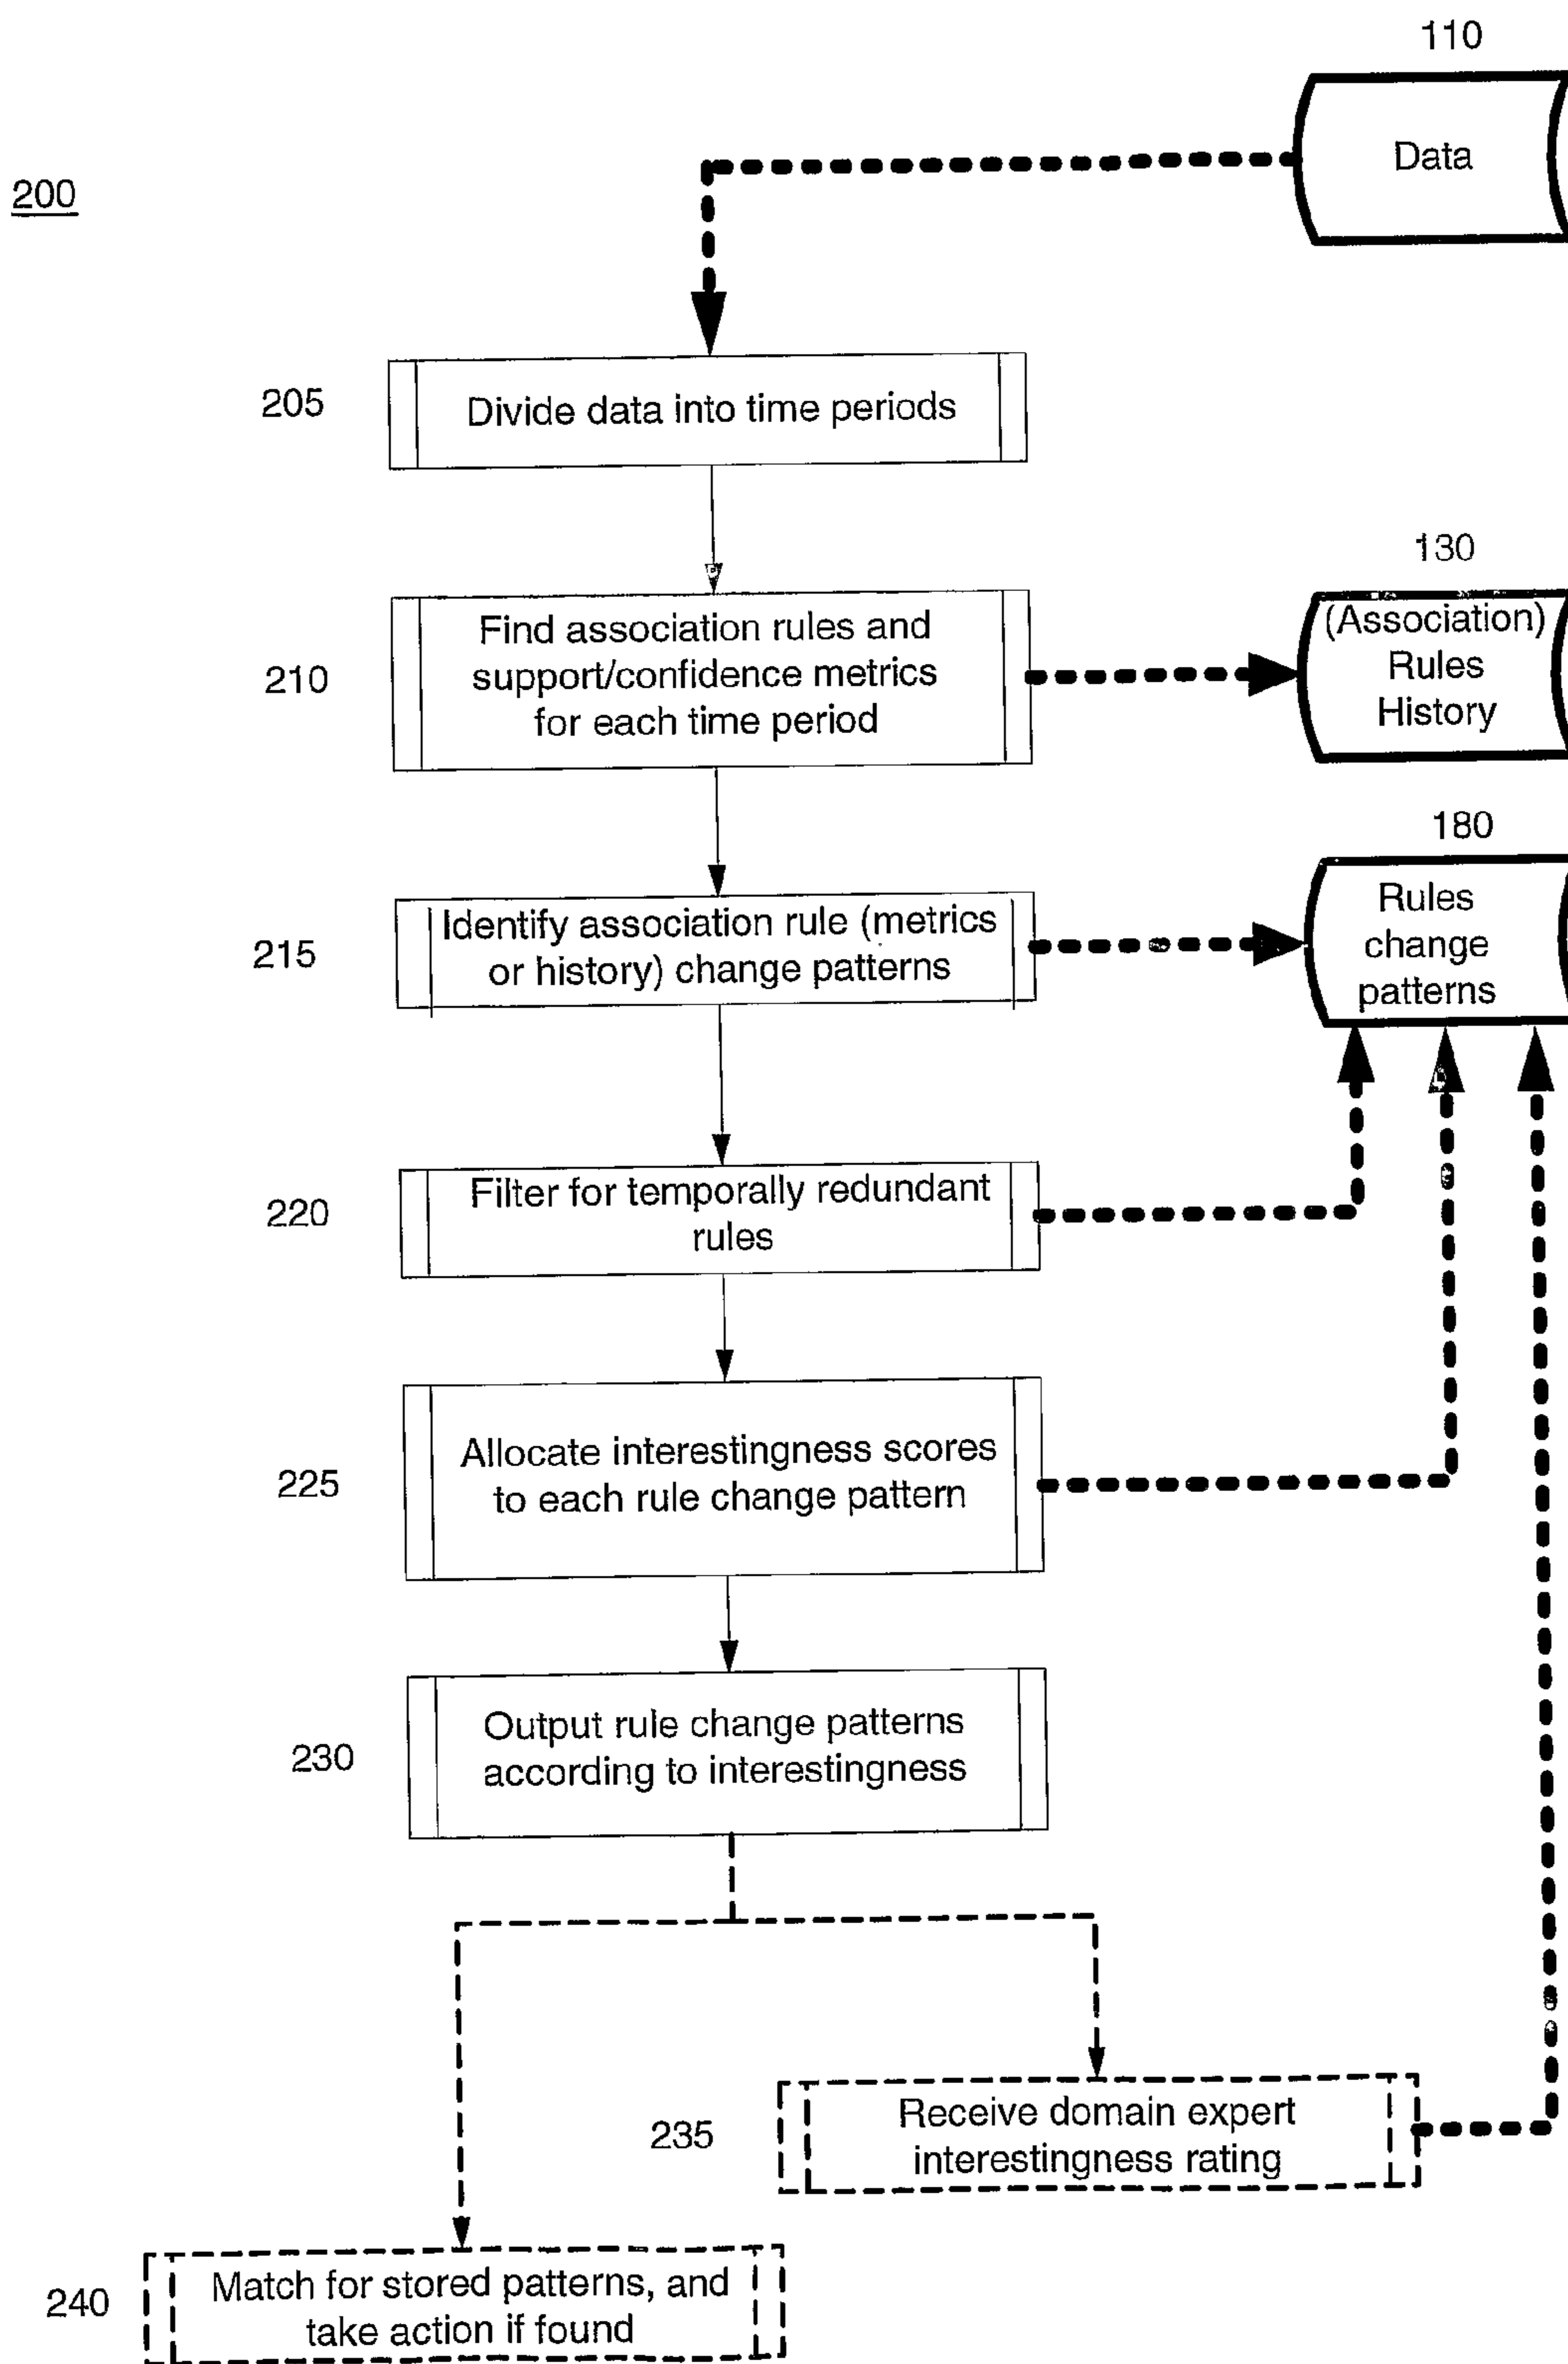 110
Data
200
205
Divide data into time periods
130
210
Find association rules and
support/confidence metrics
for each time period
(Association)
Rules
History
180
215
Identify association rule (metrics
or history) change patterns
Rules
change
patterns
220
Filter for temporally redundant
rules
225
Allocate interestingness scores
to each rule change pattern
230
Output rule change patterns
according to interestingness
235
Receive domain expert
interestingness rating
240
Match for stored patterns, and
take action if found